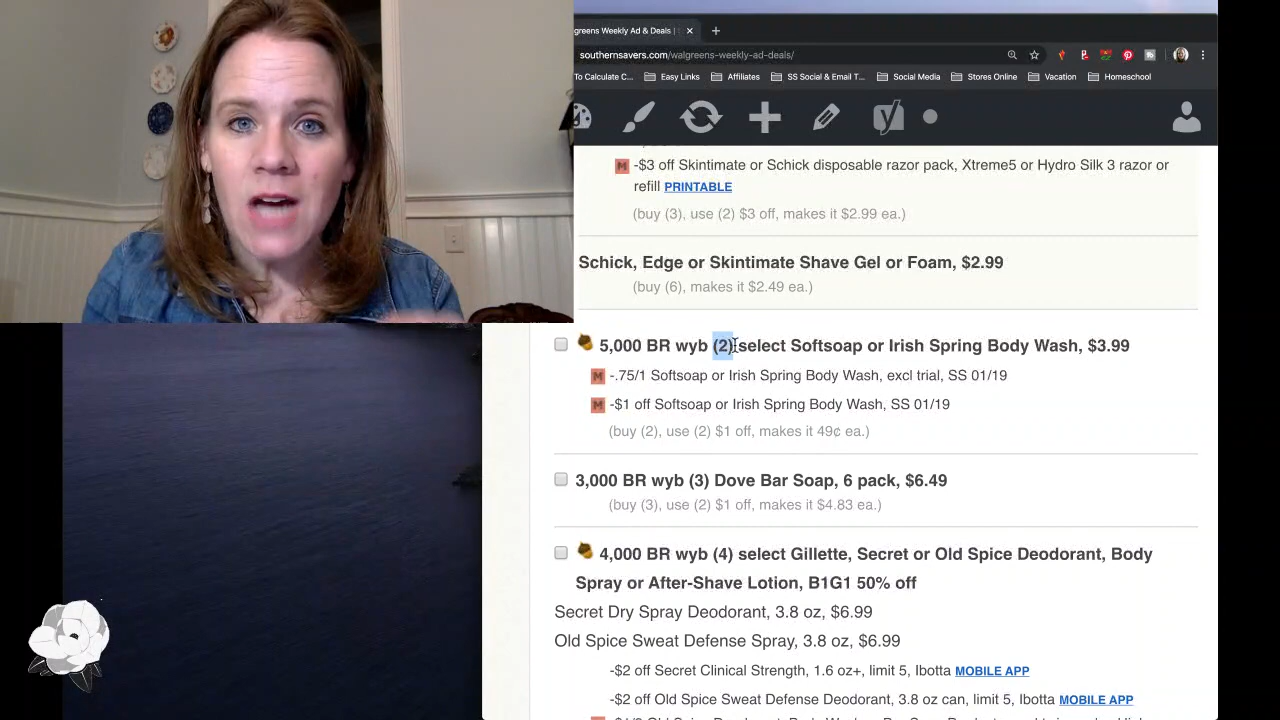 greens Weekly Ad & Deals |
southernsavers.com/walgreens-weekly-ad-deals/
To Calculate C...
Easy Links
Affiliates
SS Social & Email T...
Social Media
Stores Online
Vacation
Homeschool
M -$3 off Skintimate or Schick disposable razor pack, Xtreme5 or Hydro Silk 3 razor or
refill PRINTABLE
(buy (3), use (2) $3 off, makes it $2.99 ea.)
Schick, Edge or Skintimate Shave Gel or Foam, $2.99
(buy (6), makes it $2.49 ea.)
5,000 BR wyb (2) select Softsoap or Irish Spring Body Wash, $3.99
M -.75/1 Softsoap or Irish Spring Body Wash, excl trial, SS 01/19
M -$1 off Softsoap or Irish Spring Body Wash, SS 01/19
(buy (2), use (2) $1 off, makes it 49¢ ea.)
3,000 BR wyb (3) Dove Bar Soap, 6 pack, $6.49
(buy (3), use (2) $1 off, makes it $4.83 ea.)
4,000 BR wyb (4) select Gillette, Secret or Old Spice Deodorant, Body
Spray or After-Shave Lotion, B1G1 50% off
Secret Dry Spray Deodorant, 3.8 oz, $6.99
Old Spice Sweat Defense Spray, 3.8 oz, $6.99
-$2 off Secret Clinical Strength, 1.6 oz+, limit 5, Ibotta MOBILE APP
-$2 off Old Spice Sweat Defense Deodorant, 3.8 oz can, limit 5, Ibotta MOBILE APP